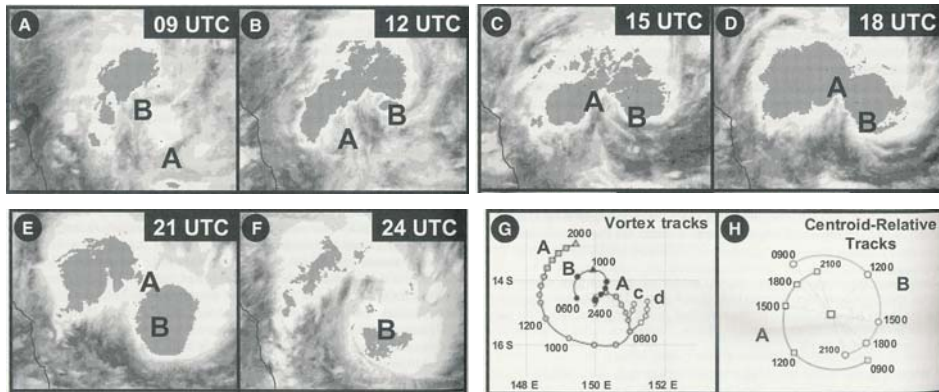 A
09 UTC
B
A
B
12 UTC
B
A
C
15 UTC
A
B
D
18 UTC
A
B
E
21 UTC
A
B
F
24 UTC
B
G
Vortex tracks
2000
A
B
1000
A
c
d
14 S
0600
2400
1200
0800
1000
16 S
148 E
150 E
152 E
H
Centroid-Relative
Tracks
0900
2100
1200
1800
B
1500
1500
A
1800
1200
2100
0900